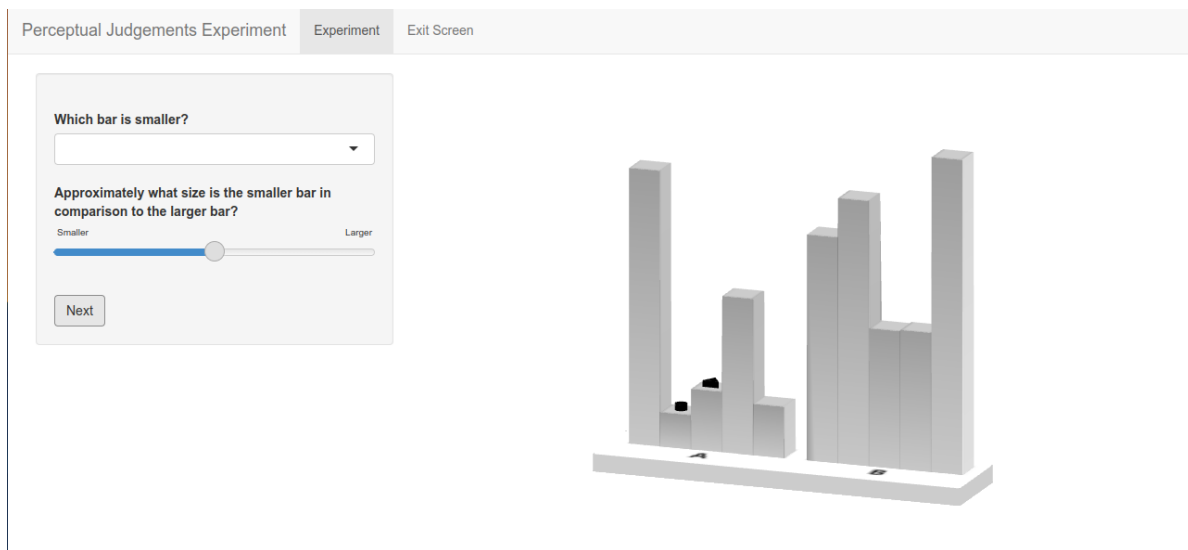 Perceptual Judgements Experiment Experiment Exit Screen
Which bar is smaller?
Approximately what size is the smaller bar in
comparison to the larger bar?
Smaller Larger
Next
A B